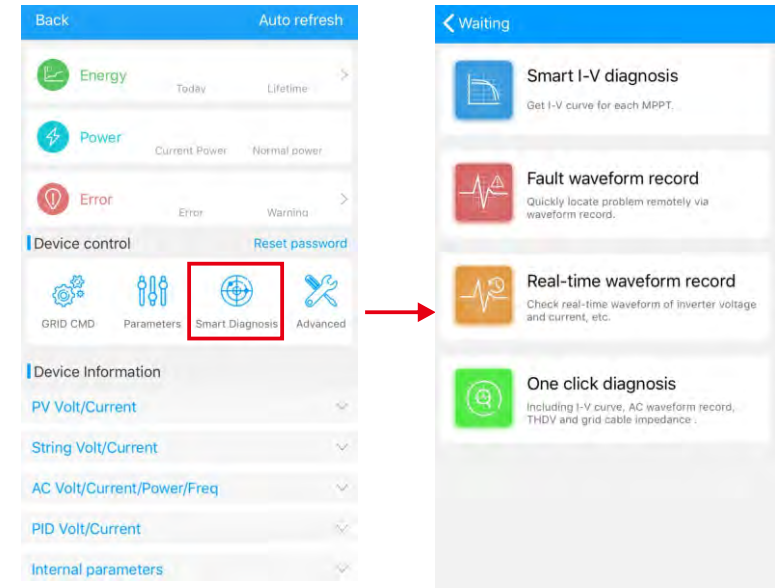 Back Auto refresh
Energy
Today Lifetime
Power
Current Power Normal power
Error
Error Warning
Device control Reset password
GRID CMD Parameters Smart Diagnosis Advanced
Device Information
PV Volt/Current
String Volt/Current
AC Volt/Current/Power/Freq
PID Volt/Current
Internal parameters
Waiting
Smart I-V diagnosis
Get I-V curve for each MPPT.
Fault waveform record
Quickly locate problem remotely via
waveform record.
Real-time waveform record
Check real-time waveform of inverter voltage
and current, etc.
One click diagnosis
Including I-V curve, AC waveform record,
THDV and grid cable impedance .